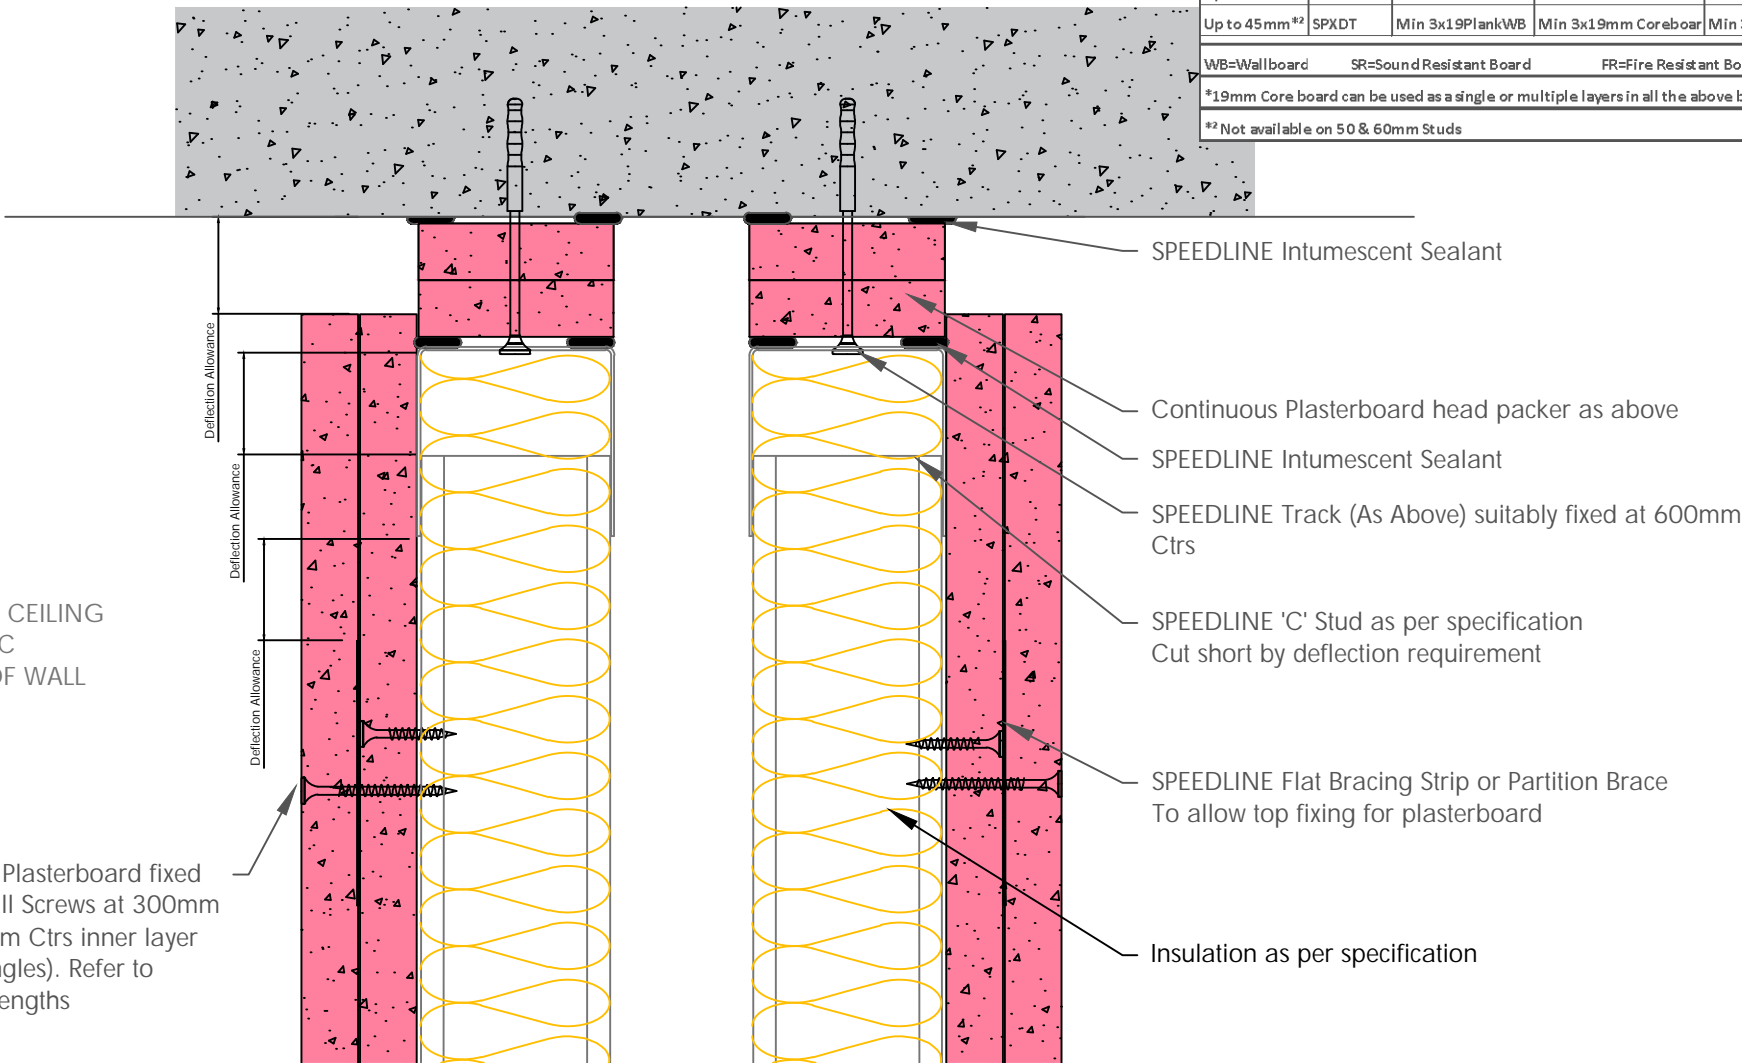 Up to 45mm*² SPXDT Min 3x19PlankWB Min 3x19mm Coreboar Min
WB=Wallboard SR=Sound Resistant Board FR=Fire Resistant Bo
*19mm Core board can be used as a single or multiple layers in all the above b
*² Not available on 50 & 60mm Studs
SPEEDLINE Intumescent Sealant
Deflection Allowance
Continuous Plasterboard head packer as above
SPEEDLINE Intumescent Sealant
Deflection Allowance
SPEEDLINE Track (As Above) suitably fixed at 600mm
Ctrs
CEILING
C
OF WALL
SPEEDLINE 'C' Stud as per specification
Cut short by deflection requirement
Deflection Allowance
SPEEDLINE Flat Bracing Strip or Partition Brace
To allow top fixing for plasterboard
Plasterboard fixed
ll Screws at 300mm
m Ctrs inner layer
ngles). Refer to
engths
Insulation as per specification